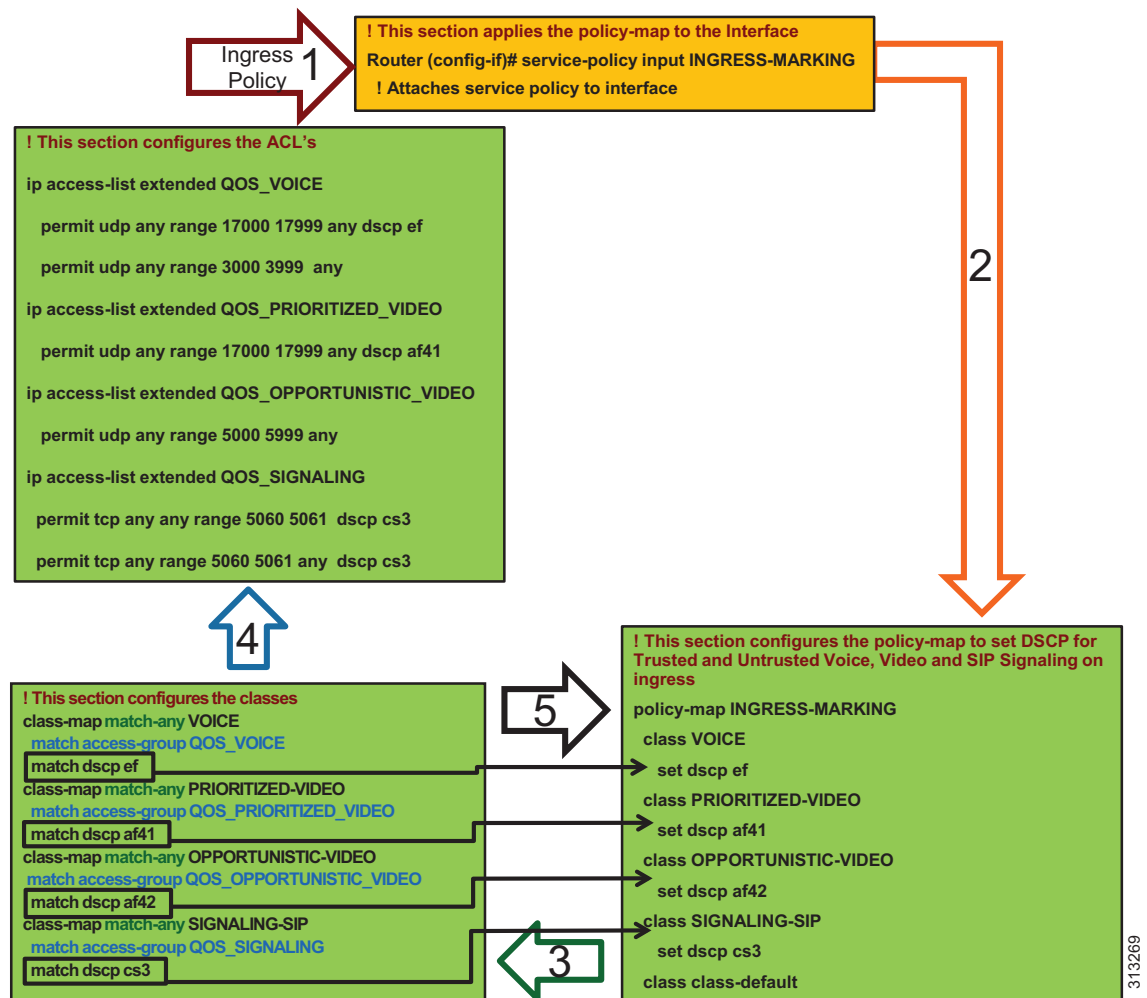 Ingress
Policy
1
! This section applies the policy-map to the Interface
Router (config-if)# service-policy input INGRESS-MARKING
! Attaches service policy to interface
2
! This section configures the ACL's
ip access-list extended QOS_VOICE
permit udp any range 17000 17999 any dscp ef
permit udp any range 3000 3999 any
ip access-list extended QOS_PRIORITIZED_VIDEO
permit udp any range 17000 17999 any dscp af41
ip access-list extended QOS_OPPORTUNISTIC_VIDEO
permit udp any range 5000 5999 any
ip access-list extended QOS_SIGNALING
permit tcp any any range 5060 5061 dscp cs3
permit tcp any range 5060 5061 any dscp cs3
4
! This section configures the classes
class-map match-any VOICE
match access-group QOS_VOICE
match dscp ef
class-map match-any PRIORITIZED-VIDEO
match access-group QOS_PRIORITIZED_VIDEO
match dscp af41
class-map match-any OPPORTUNISTIC-VIDEO
match access-group QOS_OPPORTUNISTIC_VIDEO
match dscp af42
class-map match-any SIGNALING-SIP
match access-group QOS_SIGNALING
match dscp cs3
5
3
! This section configures the policy-map to set DSCP for
Trusted and Untrusted Voice, Video and SIP Signaling on
ingress
policy-map INGRESS-MARKING
class VOICE
set dscp ef
class PRIORITIZED-VIDEO
set dscp af41
class OPPORTUNISTIC-VIDEO
set dscp af42
class SIGNALING-SIP
set dscp cs3
class class-default
313269